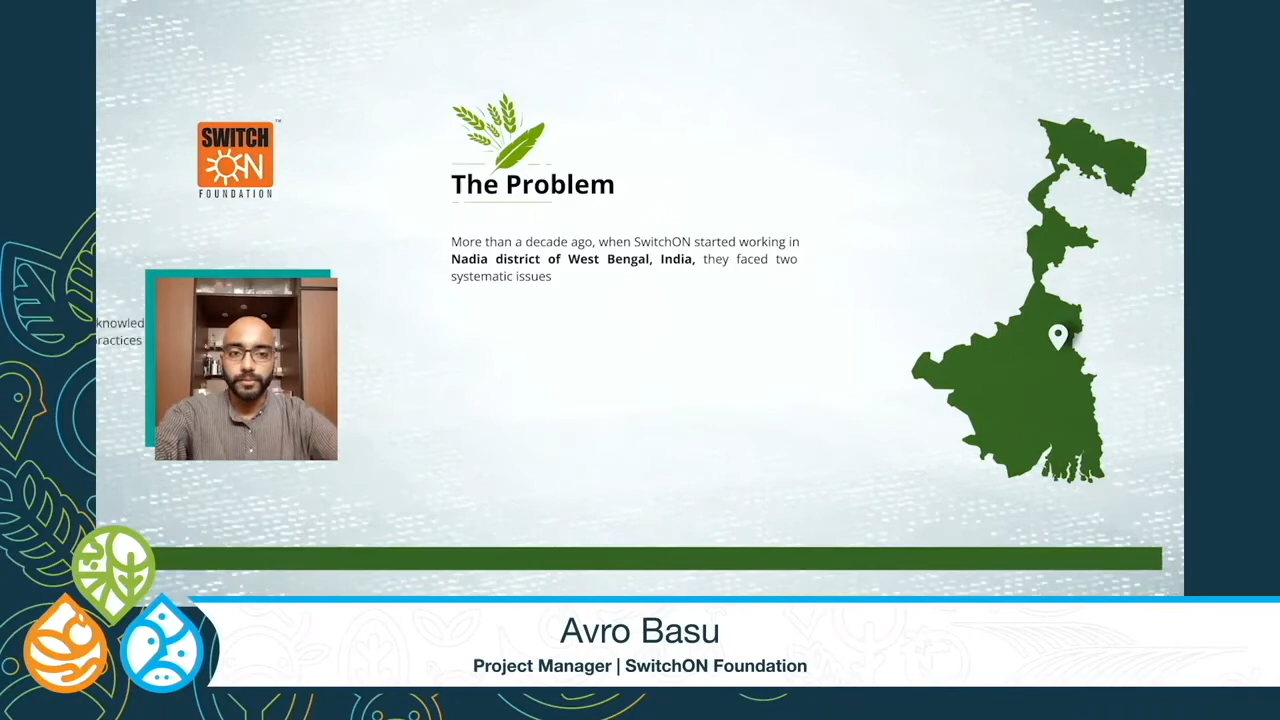 SWITCH
ON
FOUNDATION
™
The Problem
More than a decade ago, when SwitchON started working in
Nadia district of West Bengal, India, they faced two
systematic issues
knowled
ractices
Avro Basu
Project Manager | SwitchON Foundation